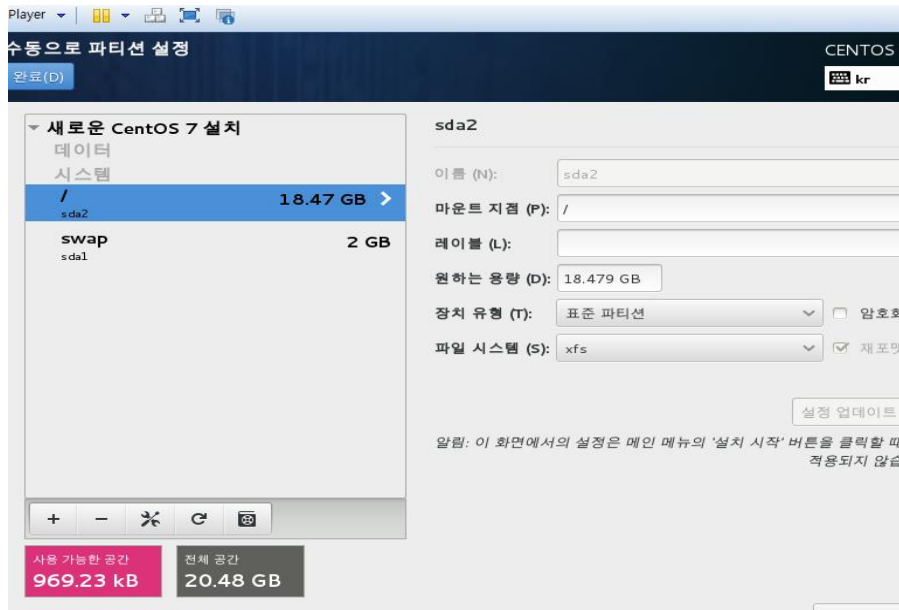 Player
수동으로 파티션 설정
CENTOS
완료(D)
kr
새로운 CentOS 7 설치
데이터
시스템
/ 18.47 GB
sda2
swap 2 GB
sda1
sda2
이름 (N): sda2
마운트 지점 (P): /
레이블 (L):
원하는 용량 (D): 18.479 GB
장치 유형 (T): 표준 파티션 암호화
파일 시스템 (S): xfs 재포맷
설정 업데이트
알림: 이 화면에서의 설정은 메인 메뉴의 '설치 시작' 버튼을 클릭할 때
적용되지 않습
+ −
사용 가능한 공간
969.23 kB
전체 공간
20.48 GB